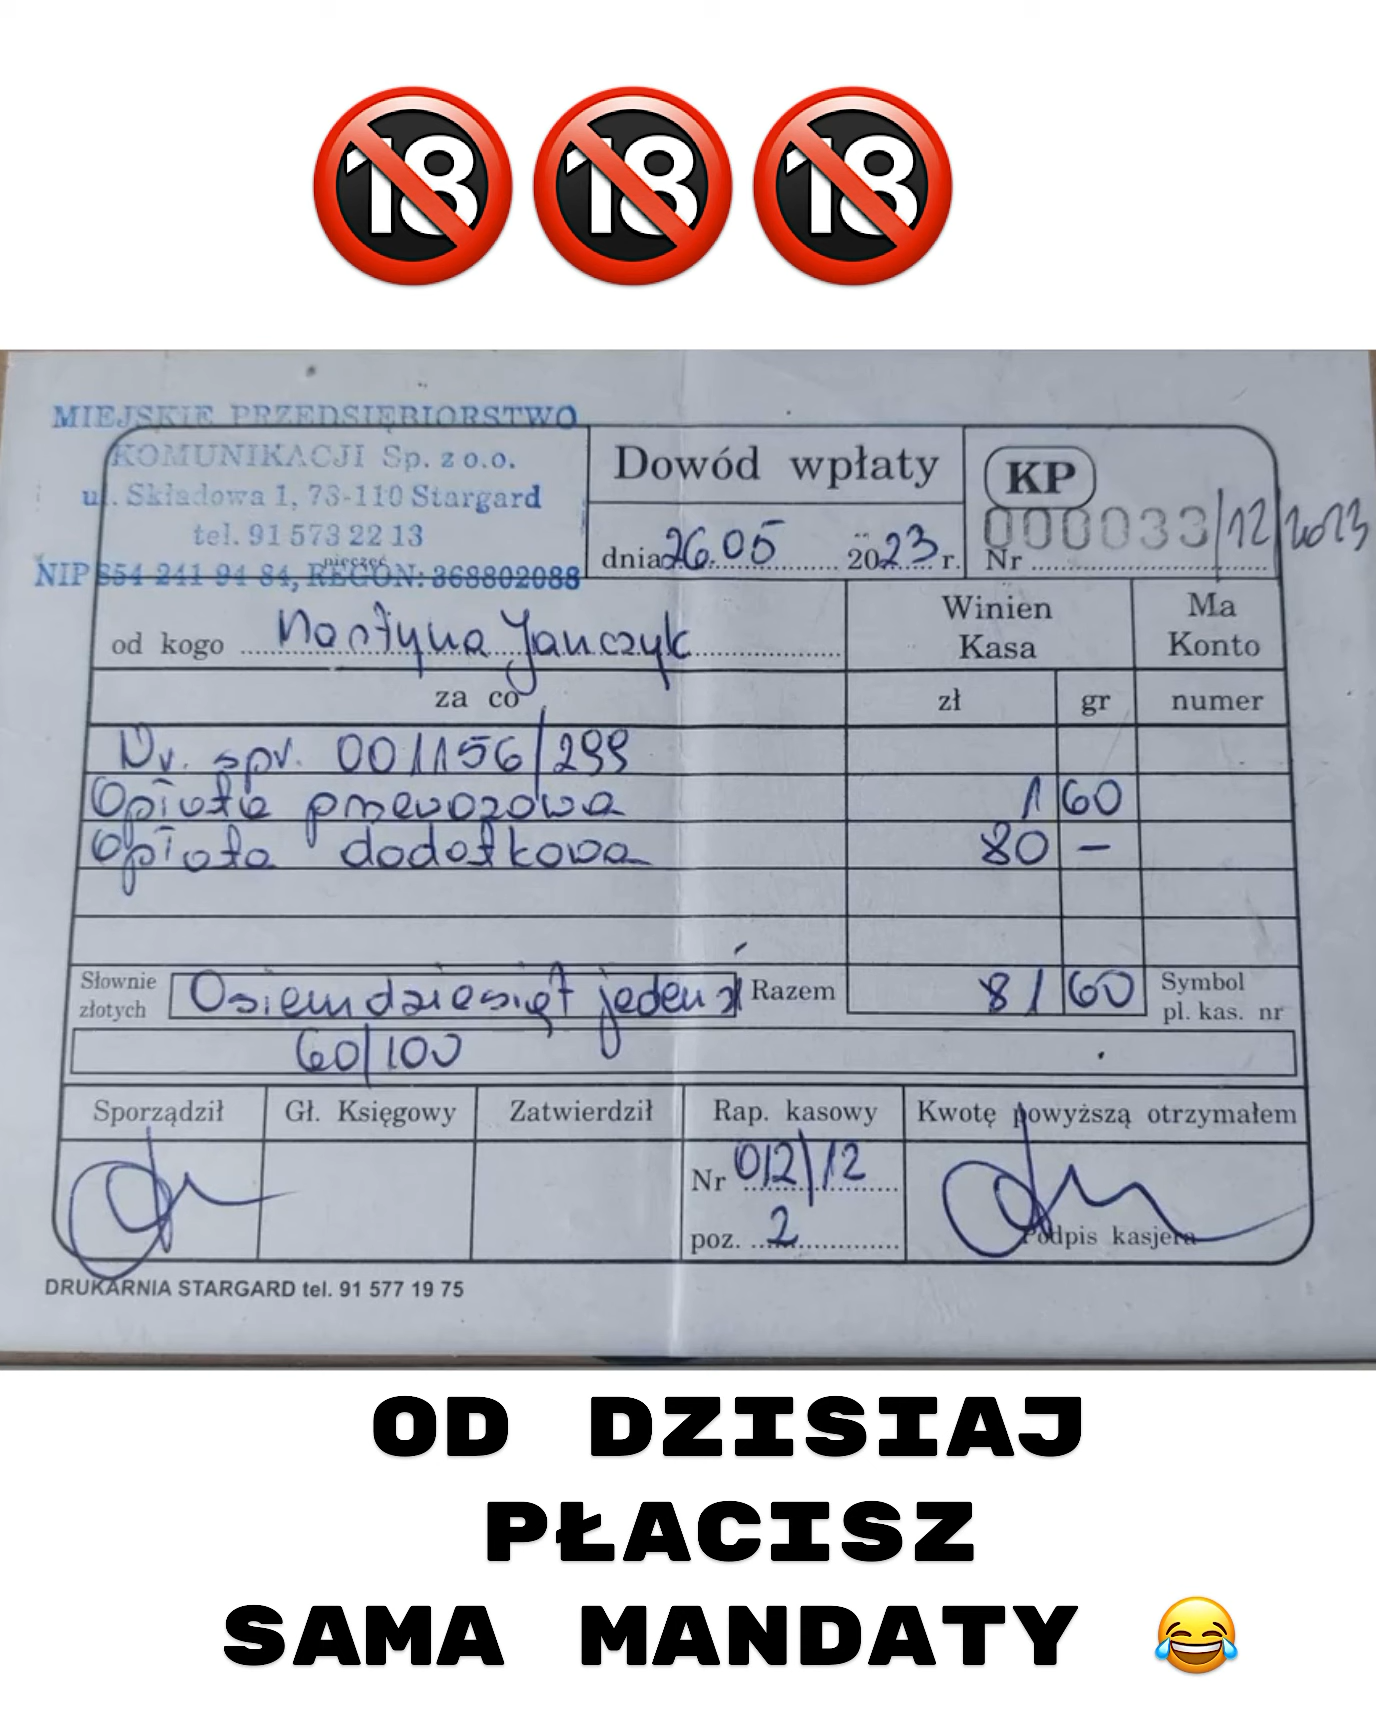 MIEJSKIE PRZEDSIĘBIORSTWO
KOMUNIKACJI Sp. z o.o.
ul. Składowa 1, 73-110 Stargard
tel. 91 573 22 13
pieczęć
NIP 854 241 94 84, REGON: 368802088
Dowód wpłaty
dnia 26.05 2023 r.
KP
000033/12/2023
Nr
od kogo Martyna Janczyk
Winien Kasa
Ma Konto
za co
zł gr numer
Nr. spr. 001156/299
Opłata przewozowa 1 60
Opłata dodatkowa 80 —
Słownie złotych Osiemdziesiąt jeden zł Razem 81 60 Symbol pl. kas. nr
60/100
Sporządził Gł. Księgowy Zatwierdził Rap. kasowy Kwotę powyższą otrzymałem
Nr 012/12
poz. 2
Podpis kasjera
DRUKARNIA STARGARD tel. 91 577 19 75
OD DZISIAJ
PŁACISZ
SAMA MANDATY 😂